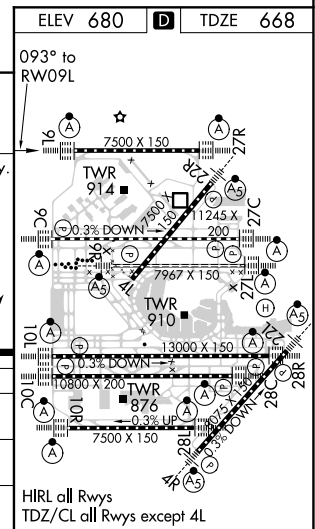 ELEV 680 D TDZE 668
093° to
RW09L
9L
A
7500 X 150
A
27R
y.
TWR
914
22R
A5
7500 X
150
11245 X
200
9C
P
0.3% DOWN
9R
P
P
27C
A
A
A5
4L
7967 X 150
27L
A
y
TWR
910
H
22L
A5
10L
A
P
13000 X 150
A
P
0.3% DOWN
10800 X 200
P
28C
28R
10C
TWR
876
A
A
10R
0.3% UP
7500 X 150
28L
8075 X 150
0.3% DOWN
P
A
A
4R
A5
P
HIRL all Rwys
TDZ/CL all Rwys except 4L